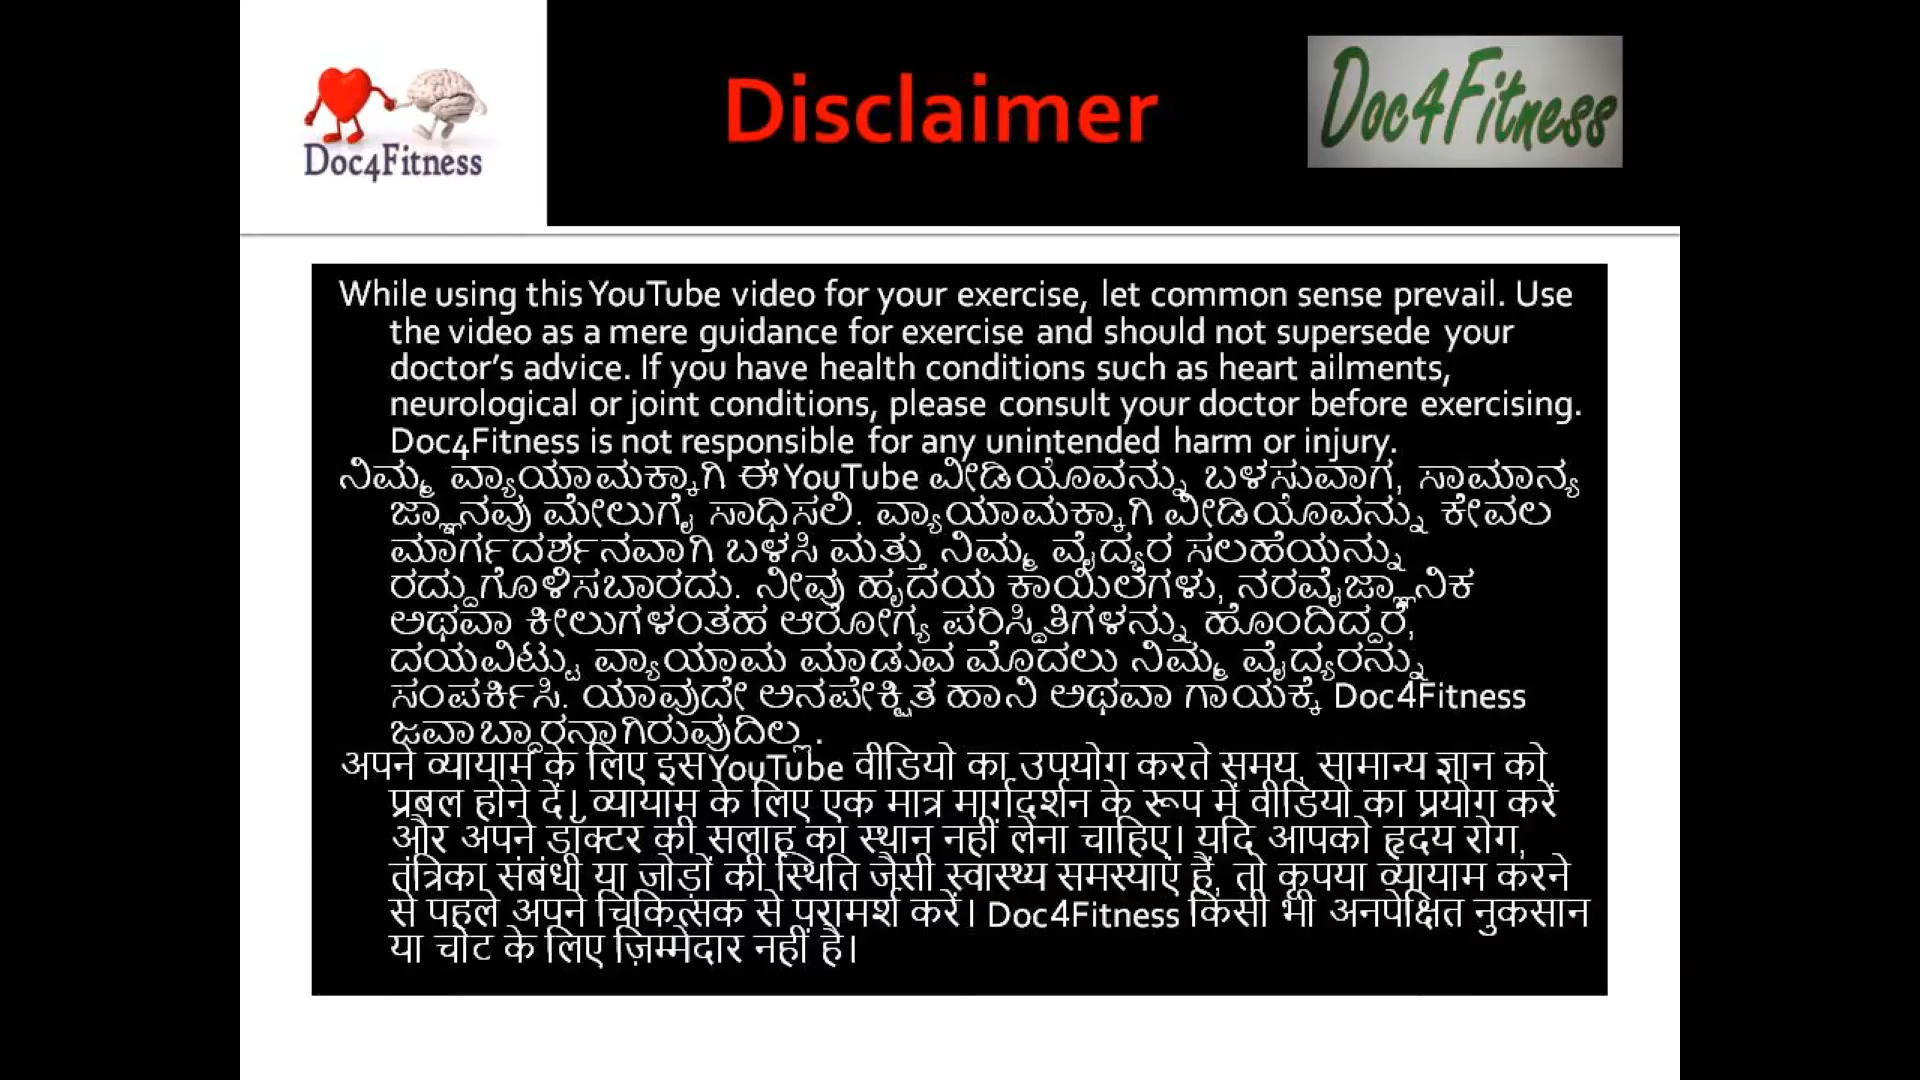 Doc4Fitness
Disclaimer
Doc4Fitness
While using this YouTube video for your exercise, let common sense prevail. Use
the video as a mere guidance for exercise and should not supersede your
doctor's advice. If you have health conditions such as heart ailments,
neurological or joint conditions, please consult your doctor before exercising.
Doc4Fitness is not responsible for any unintended harm or injury.
ನಿಮ್ಮ ವ್ಯಾಯಾಮಕ್ಕಾಗಿ ಈ YouTube ವೀಡಿಯೊವನ್ನು ಬಳಸುವಾಗ, ಸಾಮಾನ್ಯ
ಜ್ಞಾನವು ಮೇಲುಗೈ ಸಾಧಿಸಲಿ. ವ್ಯಾಯಾಮಕ್ಕಾಗಿ ವೀಡಿಯೊವನ್ನು ಕೇವಲ
ಮಾರ್ಗದರ್ಶನವಾಗಿ ಬಳಸಿ ಮತ್ತು ನಿಮ್ಮ ವೈದ್ಯರ ಸಲಹೆಯನ್ನು
ರದ್ದುಗೊಳಿಸಬಾರದು. ನೀವು ಹೃದಯ ಕಾಯಿಲೆಗಳು, ನರವೈಜ್ಞಾನಿಕ
ಅಥವಾ ಕೀಲುಗಳಂತಹ ಆರೋಗ್ಯ ಪರಿಸ್ಥಿತಿಗಳನ್ನು ಹೊಂದಿದ್ದರೆ,
ದಯವಿಟ್ಟು ವ್ಯಾಯಾಮ ಮಾಡುವ ಮೊದಲು ನಿಮ್ಮ ವೈದ್ಯರನ್ನು
ಸಂಪರ್ಕಿಸಿ. ಯಾವುದೇ ಅನಪೇಕ್ಷಿತ ಹಾನಿ ಅಥವಾ ಗಾಯಕ್ಕೆ Doc4Fitness
ಜವಾಬ್ದಾರನಾಗಿರುವುದಿಲ್ಲ.
अपने व्यायाम के लिए इस YouTube वीडियो का उपयोग करते समय, सामान्य ज्ञान को
प्रबल होने दें। व्यायाम के लिए एक मात्र मार्गदर्शन के रूप में वीडियो का प्रयोग करें
और अपने डॉक्टर की सलाह का स्थान नहीं लेना चाहिए। यदि आपको हृदय रोग,
तंत्रिका संबंधी या जोड़ों की स्थिति जैसी स्वास्थ्य समस्याएं हैं, तो कृपया व्यायाम करने
से पहले अपने चिकित्सक से परामर्श करें। Doc4Fitness किसी भी अनपेक्षित नुकसान
या चोट के लिए ज़िम्मेदार नहीं है।